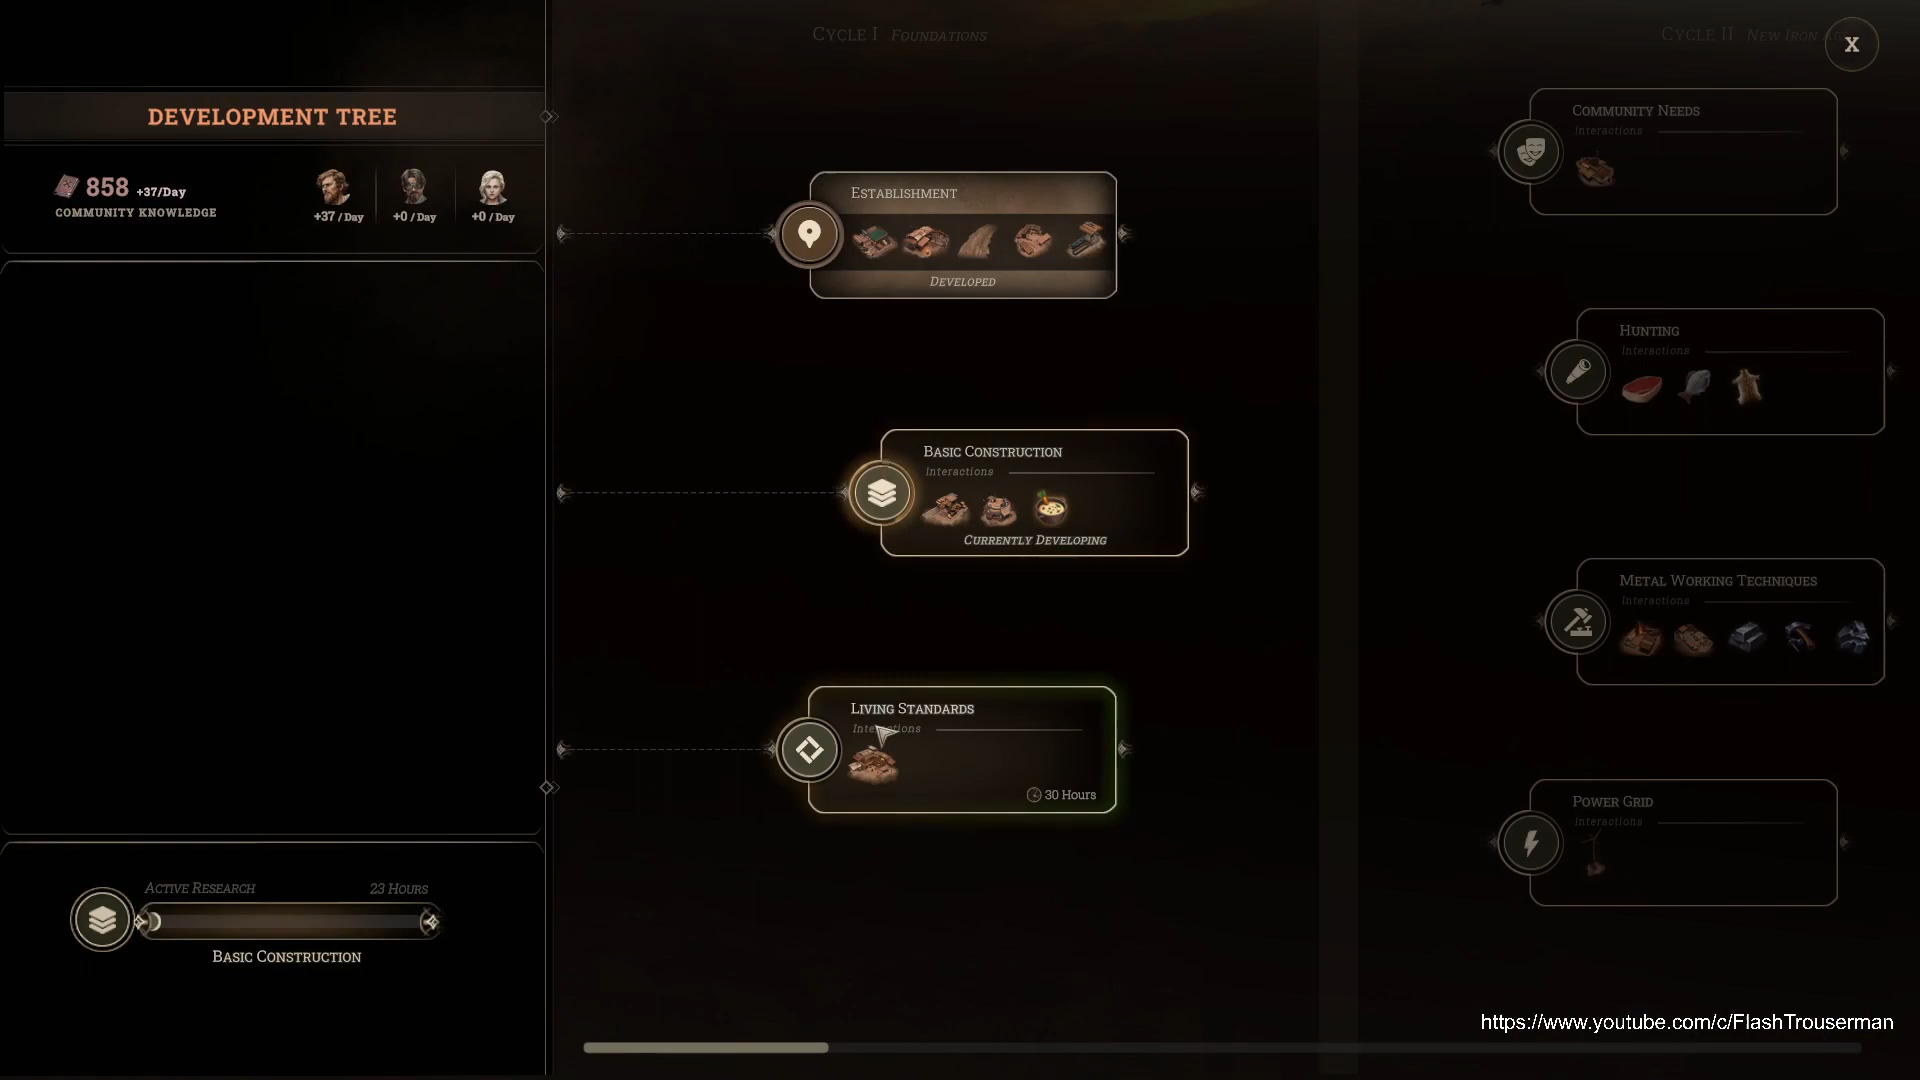 Cycle I Foundations
Cycle II New Iron
X
DEVELOPMENT TREE
858 +37/Day
COMMUNITY KNOWLEDGE
+37 / Day
+0 / Day
+0 / Day
Establishment
Developed
Basic Construction
Interactions
Currently Developing
Living Standards
Interactions
30 Hours
Community Needs
Interactions
Hunting
Interactions
Metal Working Techniques
Interactions
Power Grid
Interactions
Active Research
23 Hours
Basic Construction
https://www.youtube.com/c/FlashTrouserman